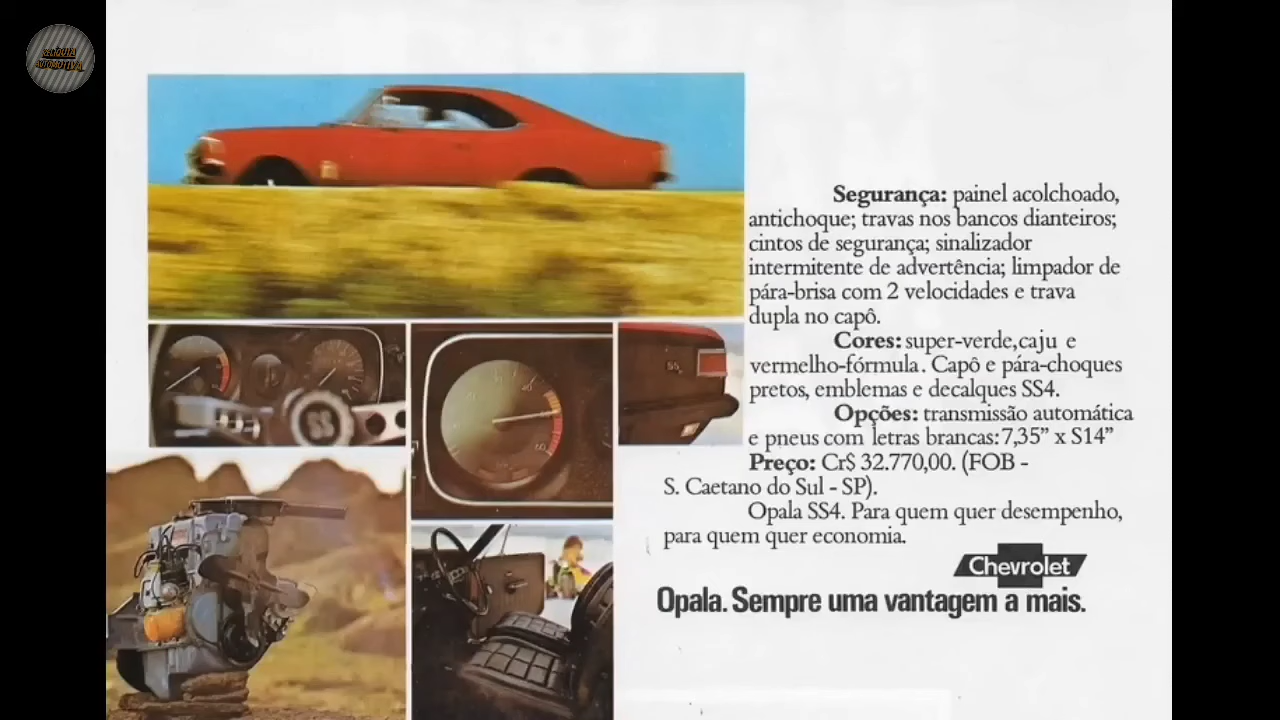 RELÍQUIA
AUTOMOTIVA
Segurança: painel acolchoado,
antichoque; travas nos bancos dianteiros;
cintos de segurança; sinalizador
intermitente de advertência; limpador de
pára-brisa com 2 velocidades e trava
dupla no capô.
Cores: super-verde,caju e
vermelho-fórmula. Capô e pára-choques
pretos, emblemas e decalques SS4.
Opções: transmissão automática
e pneus com letras brancas:7,35” x S14”
Preço: Cr$ 32.770,00. (FOB -
S. Caetano do Sul - SP).
Opala SS4. Para quem quer desempenho,
para quem quer economia.
Chevrolet
Opala. Sempre uma vantagem a mais.
SS